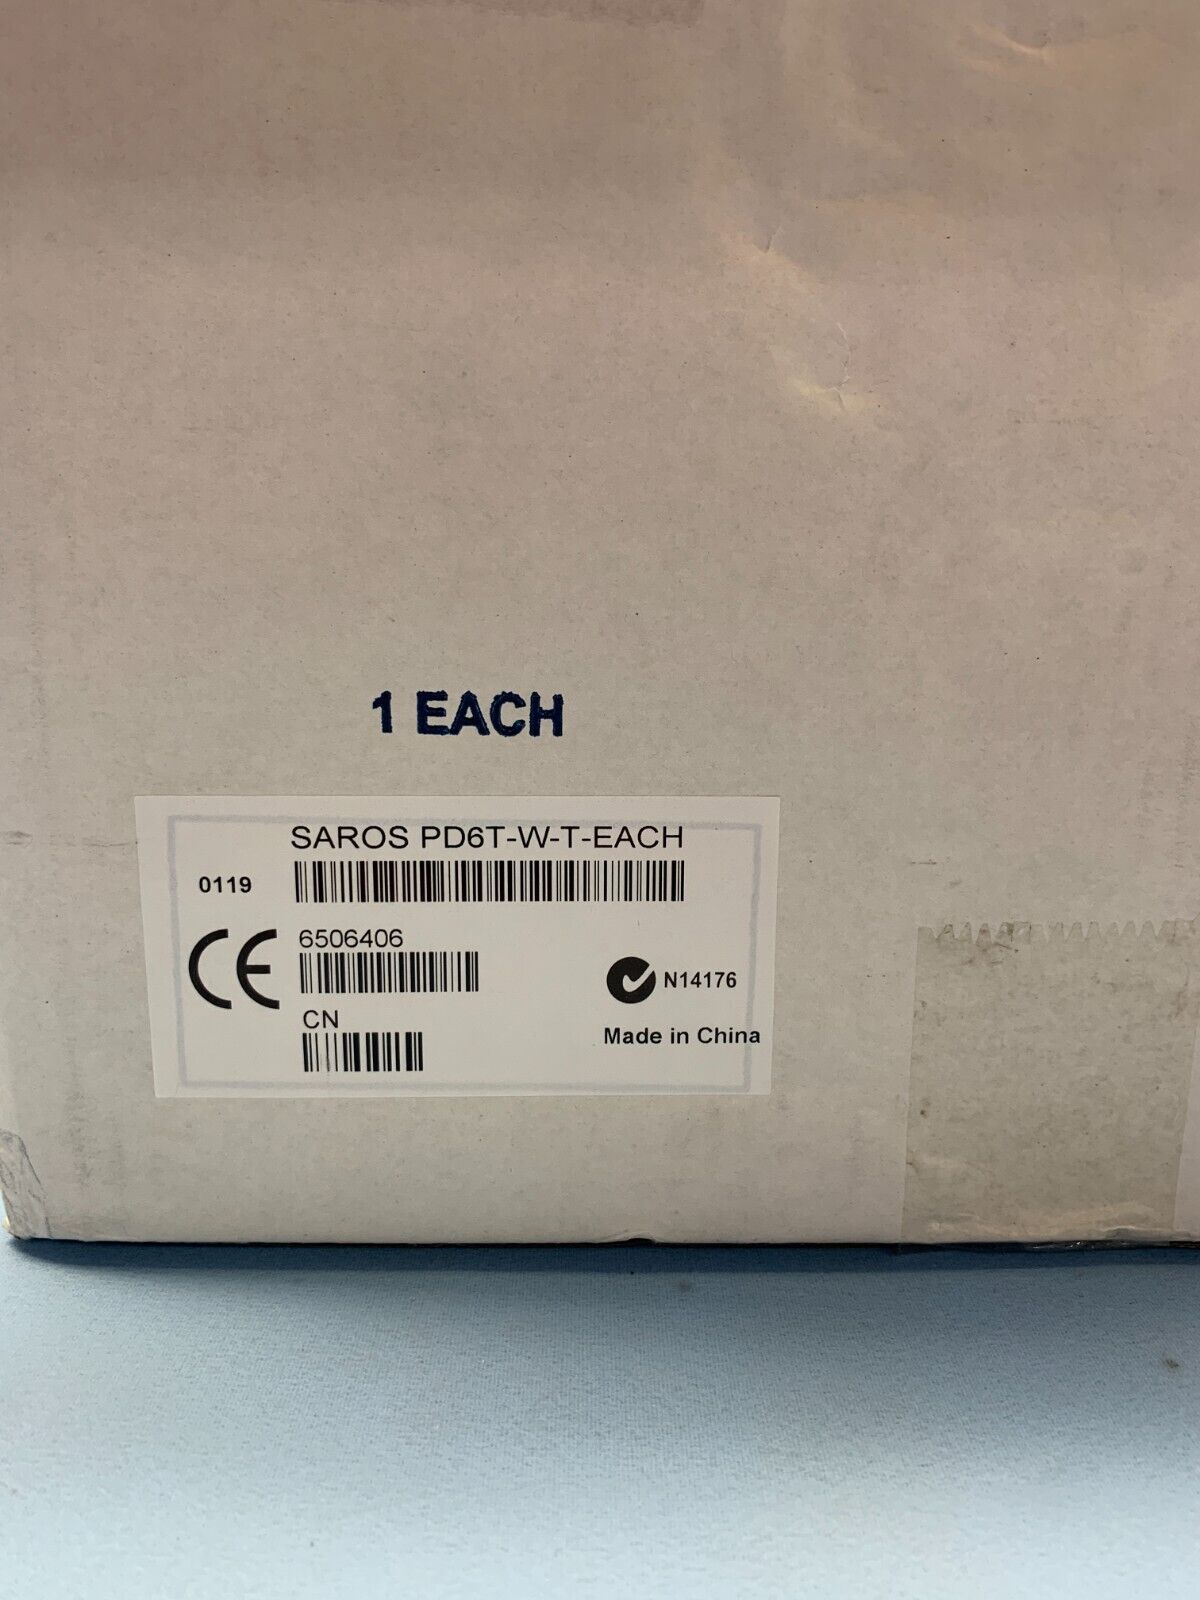 1 EACH
SAROS PD6T-W-T-EACH
0119
CE
6506406
N14176
CN
Made in China